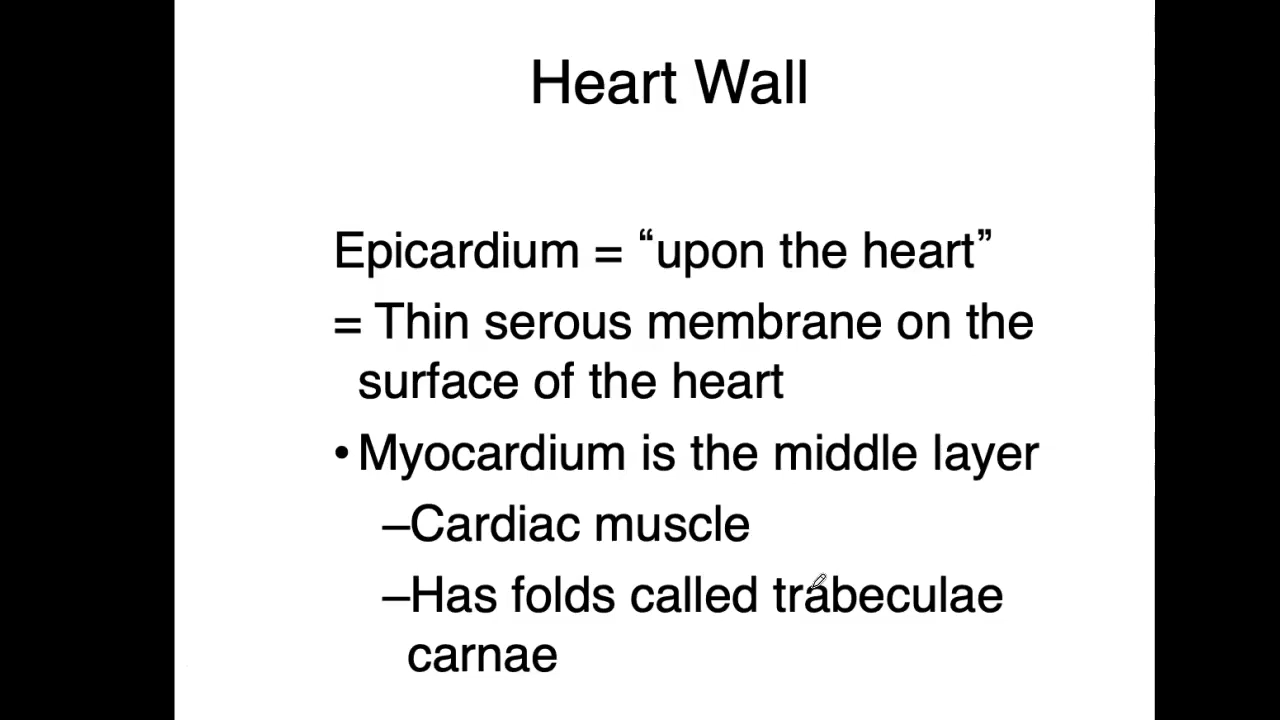 Heart Wall
Epicardium = “upon the heart”
= Thin serous membrane on the
surface of the heart
• Myocardium is the middle layer
–Cardiac muscle
–Has folds called trabeculae
carnae